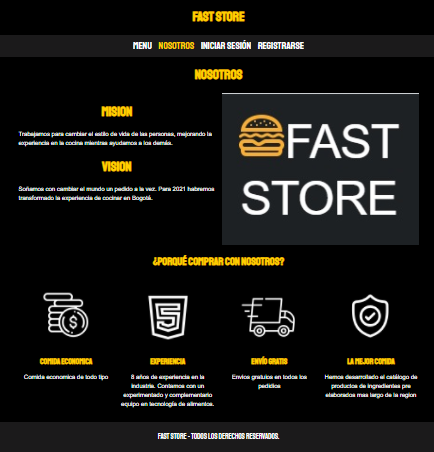 FAST STORE
MENU NOSOTROS INICIAR SESIÓN REGISTRARSE
NOSOTROS
MISION
Trabajamos para cambiar el estilo de vida de las personas, mejorando la
experiencia en la cocina mientras ayudamos a los demás.
VISION
Soñamos con cambiar el mundo un pedido a la vez. Para 2021 habremos
transformado la experiencia de cocinar en Bogotá.
FAST
STORE
¿PORQUÉ COMPRAR CON NOSOTROS?
COMIDA ECONOMICA
Comida economica de todo tipo
EXPERIENCIA
8 años de experiencia en la
industria. Contamos con un
experimentado y complementario
equipo en tecnología de alimentos.
ENVÍO GRATIS
Envios gratuitos en todos los
pedidos
LA MEJOR COMIDA
Hemos desarrollado el catálogo de
productos de ingredientes pre
elaborados mas largo de la region
FAST STORE - TODOS LOS DERECHOS RESERVADOS.